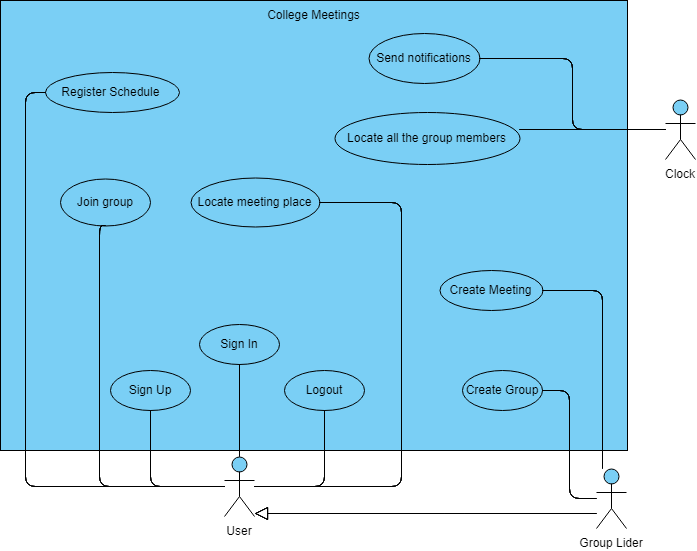 College Meetings
Send notifications
Register Schedule
Locate all the group members
Clock
Join group
Locate meeting place
Create Meeting
Sign In
Sign Up
Logout
Create Group
User
Group Lider